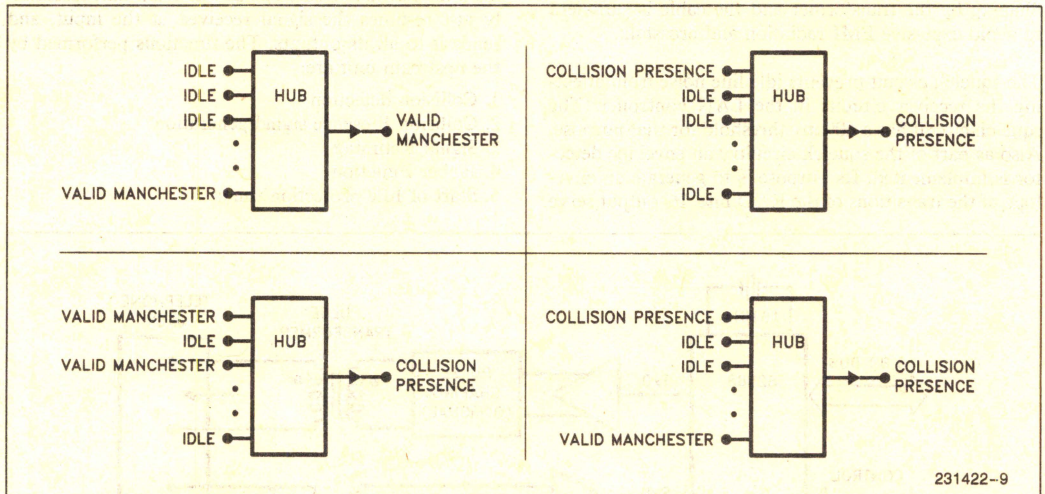 IDLE
IDLE
IDLE
HUB
VALID
MANCHESTER
VALID MANCHESTER
COLLISION PRESENCE
IDLE
IDLE
HUB
COLLISION
PRESENCE
IDLE
VALID MANCHESTER
IDLE
VALID MANCHESTER
HUB
COLLISION
PRESENCE
IDLE
COLLISION PRESENCE
IDLE
IDLE
HUB
COLLISION
PRESENCE
VALID MANCHESTER
231422-9